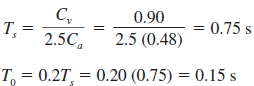 T_s = C_v / 2.5C_a = 0.90 / 2.5 (0.48) = 0.75 s
T_o = 0.2T_s = 0.20 (0.75) = 0.15 s